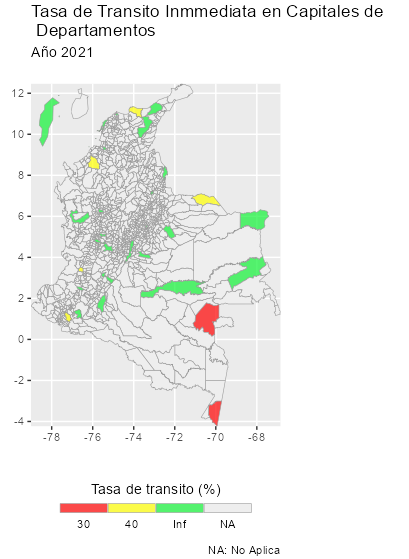 Tasa de Transito Inmmediata en Capitales de
Departamentos
Año 2021
12
10
8
6
4
2
0
-2
-4
-78
-76
-74
-72
-70
-68
Tasa de transito (%)
30
40
Inf
NA
NA: No Aplica